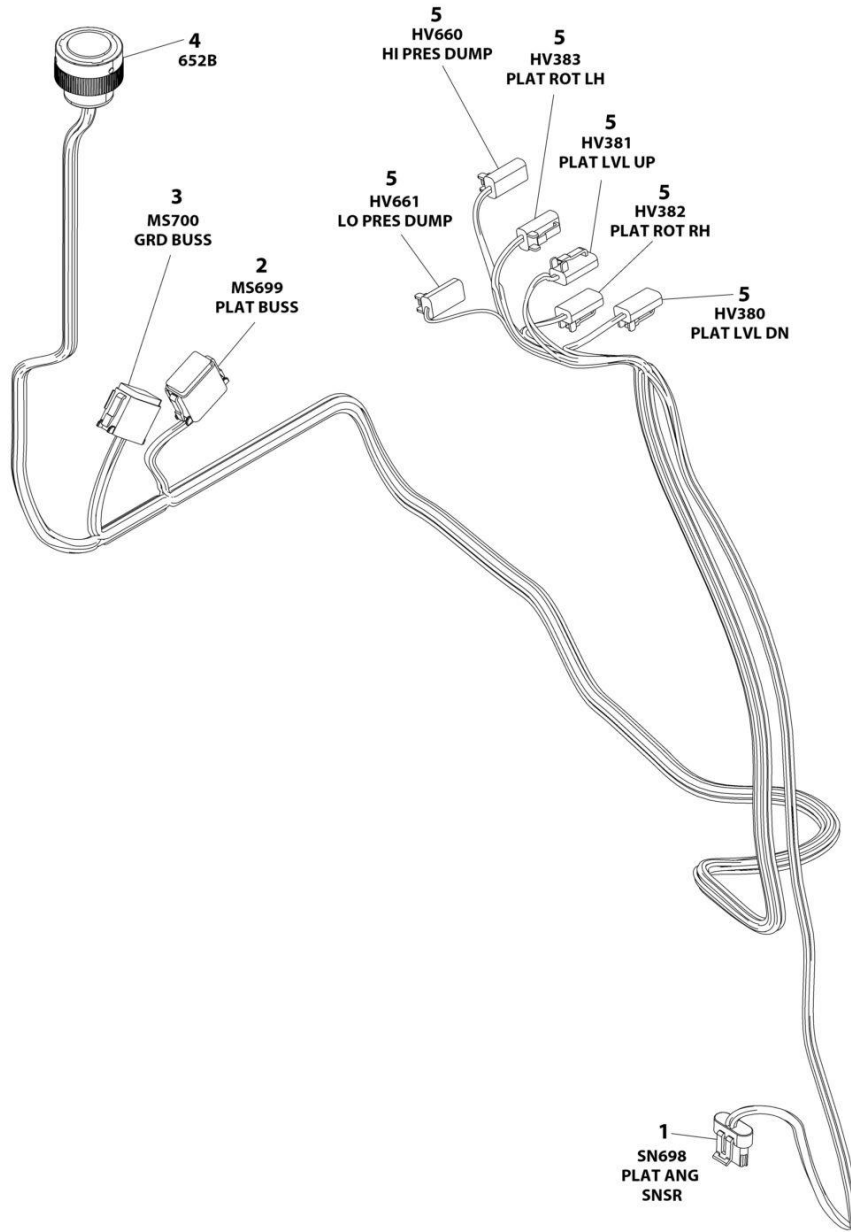 4
652B
5
HV660
HI PRES DUMP
5
HV383
PLAT ROT LH
5
HV381
PLAT LVL UP
5
HV382
PLAT ROT RH
5
HV661
LO PRES DUMP
3
MS700
GRD BUSS
2
MS699
PLAT BUSS
5
HV380
PLAT LVL DN
1
SN698
PLAT ANG
SNSR